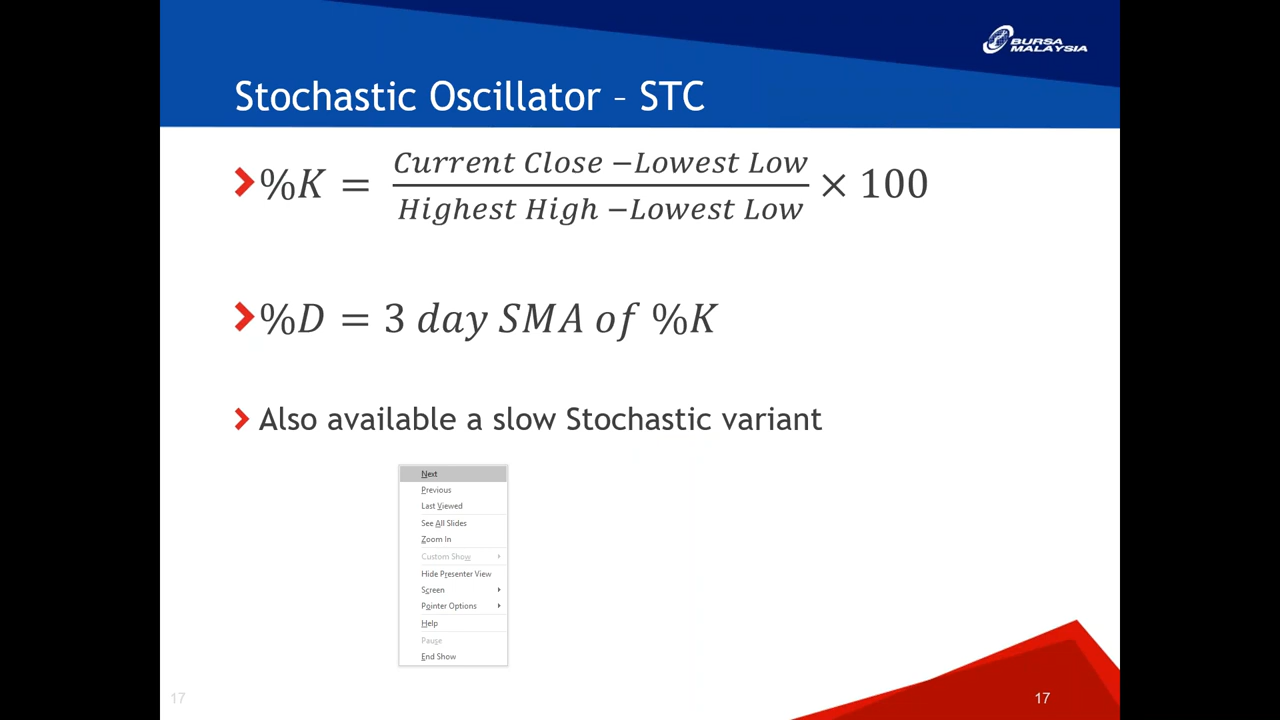 BURSA
MALAYSIA
Stochastic Oscillator – STC
%K = (Current Close −Lowest Low)/(Highest High −Lowest Low) × 100
%D = 3 day SMA of %K
Also available a slow Stochastic variant
Next
Previous
Last Viewed
See All Slides
Zoom In
Custom Show
Hide Presenter View
Screen
Pointer Options
Help
Pause
End Show
17
17